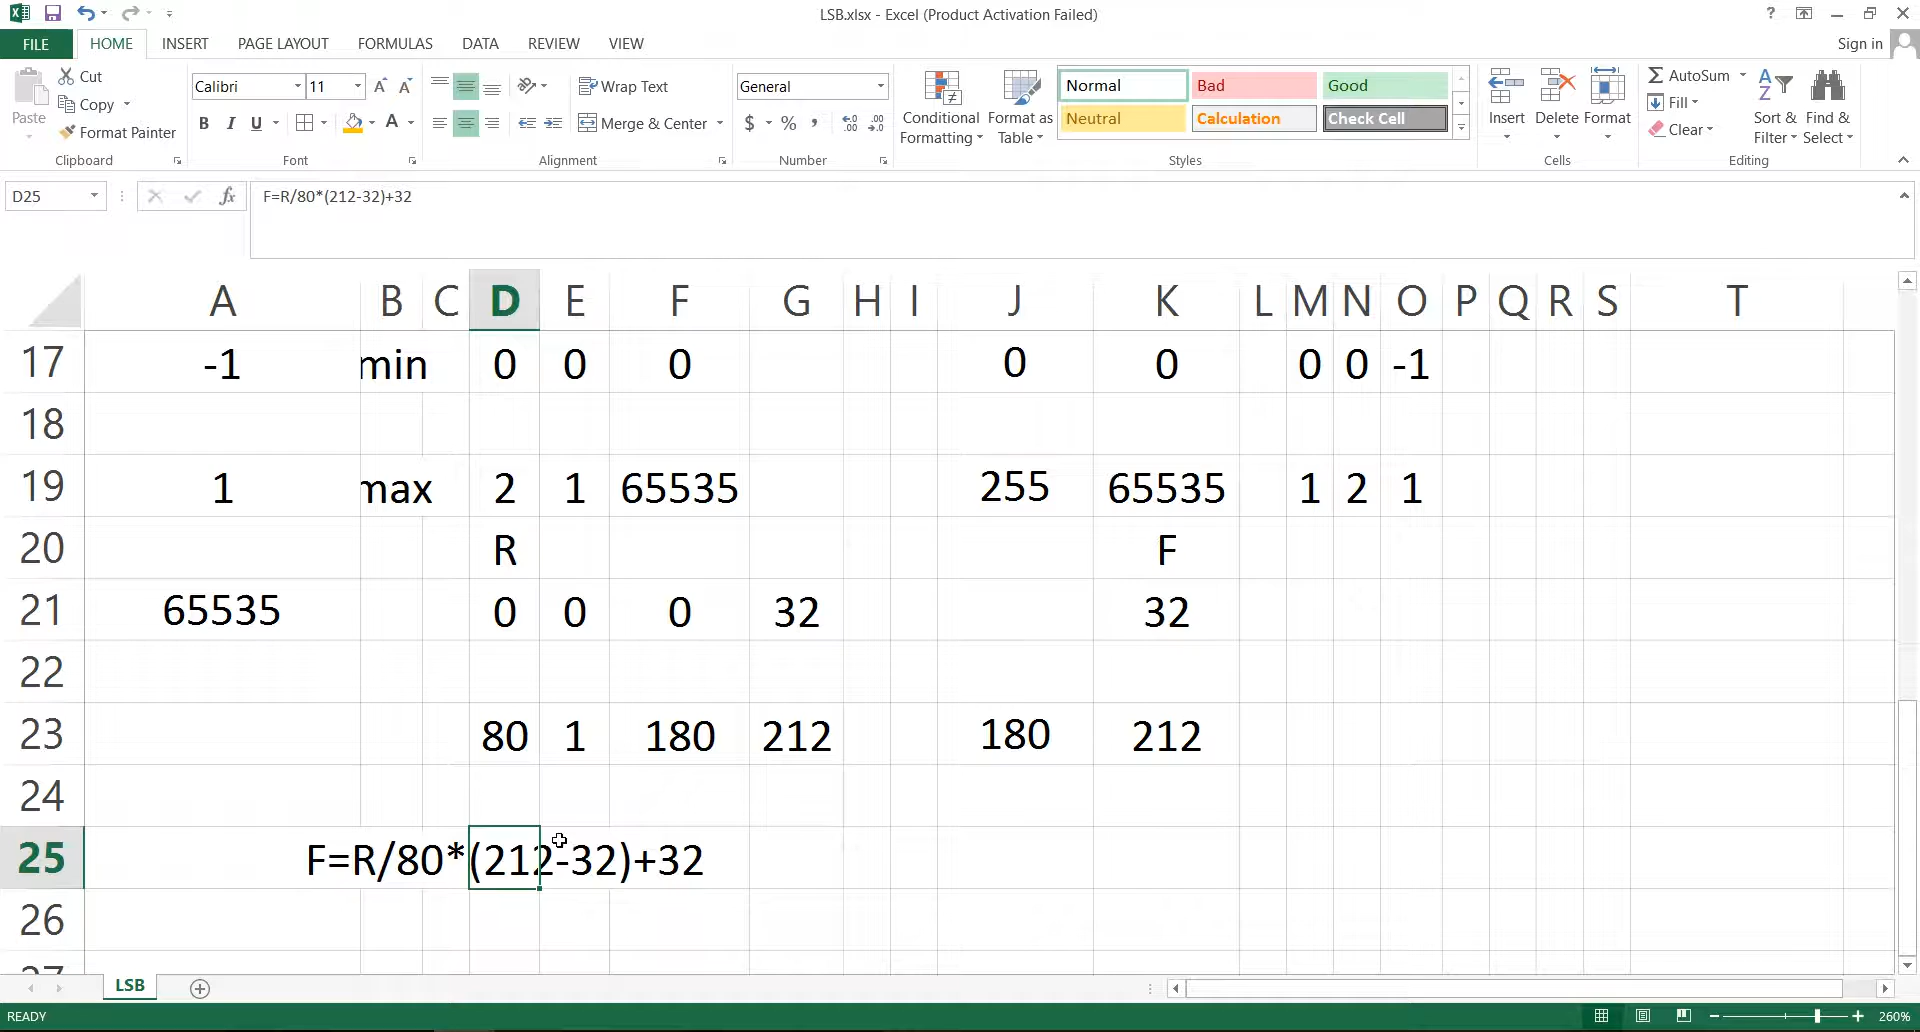 LSB.xlsx - Excel (Product Activation Failed)
FILE HOME INSERT PAGE LAYOUT FORMULAS DATA REVIEW VIEW Sign in
Paste Cut Copy Format Painter Clipboard
Calibri 11 B I U A Font
Wrap Text Merge & Center Alignment
General $ % , Number
Conditional Formatting Format as Table
Normal Bad Good
Neutral Calculation Check Cell
Styles
Insert Delete Format Cells
AutoSum Fill Clear Sort & Filter Find & Select Editing
D25 fx F=R/80*(212-32)+32
A B C D E F G H I J K L M N O P Q R S T
17 -1 min 0 0 0 0 0 0 0 -1
18
19 1 max 2 1 65535 255 65535 1 2 1
20 R F
21 65535 0 0 0 32 32
22
23 80 1 180 212 180 212
24
25 F=R/80*(212-32)+32
26
27
LSB
READY 260%